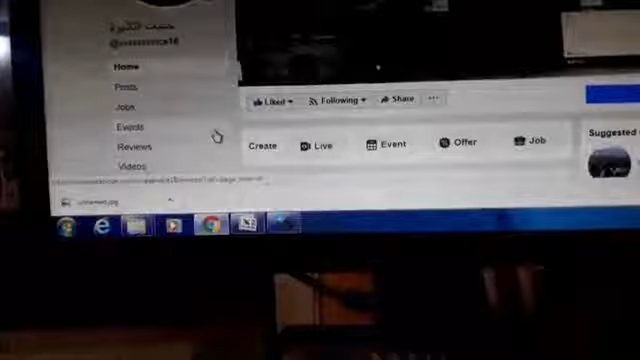 Home
Posts
Jobs
Events
Reviews
Videos
Liked Following Share ...
Create Live Event Offer Job
Suggested